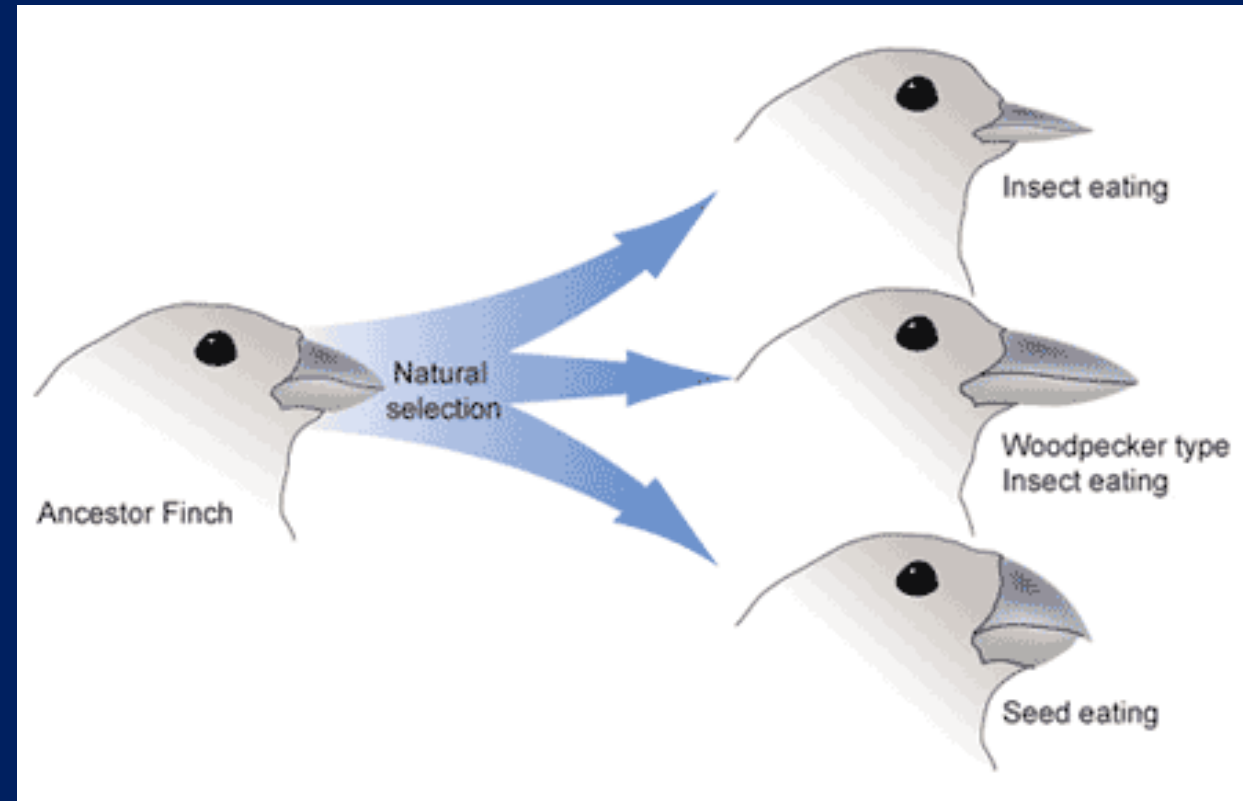 Insect eating
Natural
selection
Woodpecker type
Insect eating
Ancestor Finch
Seed eating